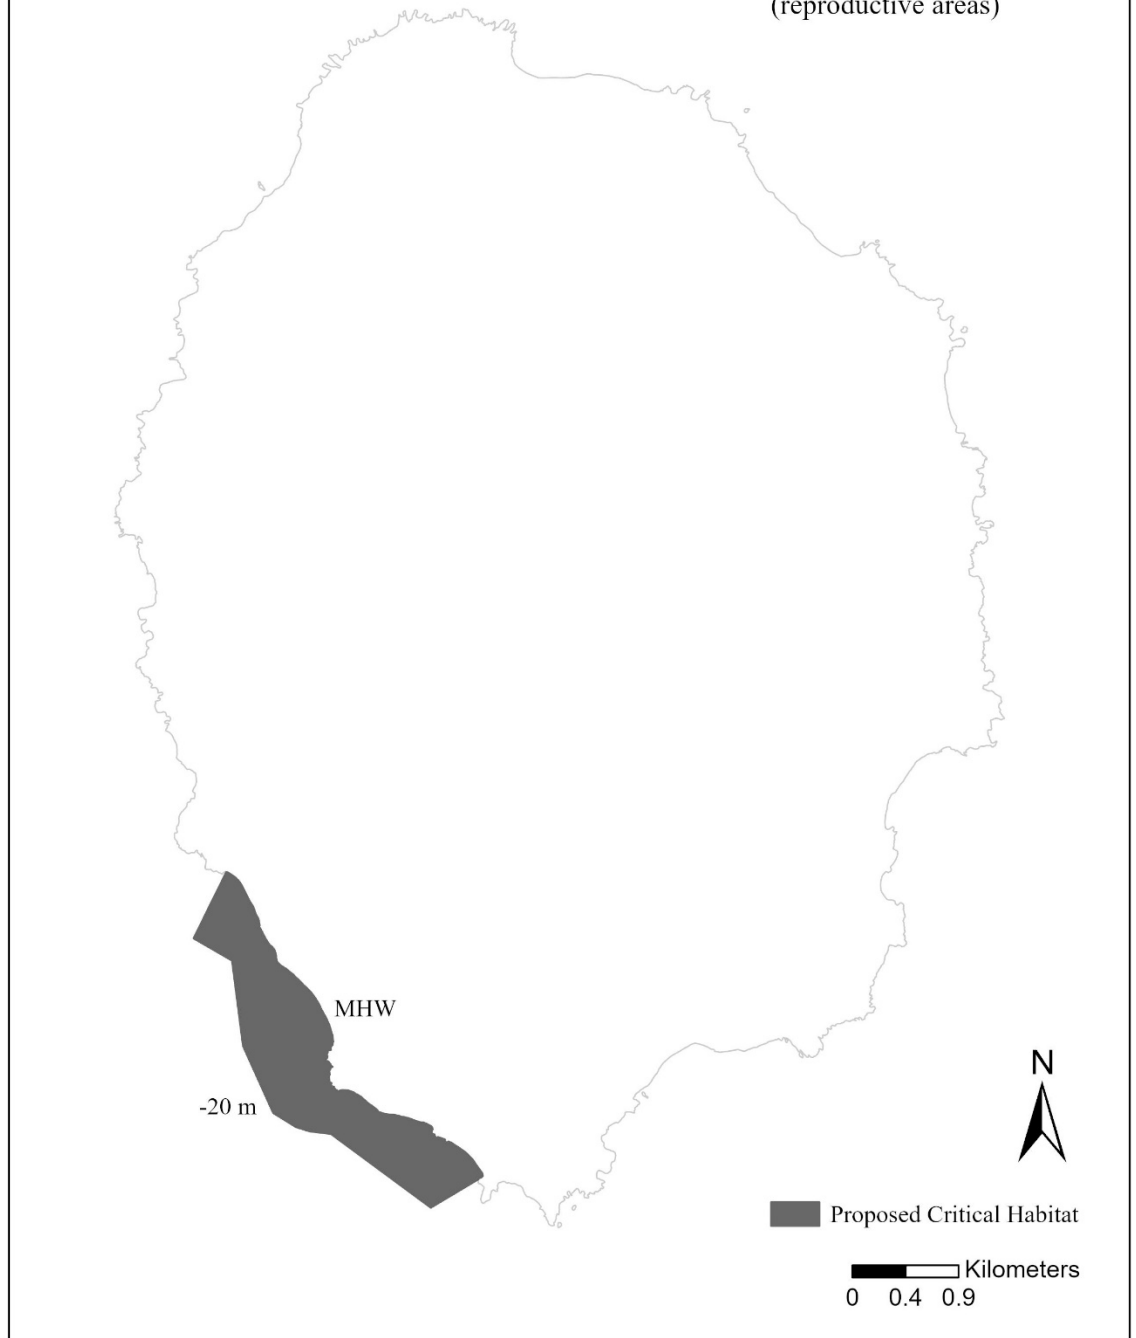 (reproductive areas)
MHW
-20 m
N
Proposed Critical Habitat
Kilometers
0 0.4 0.9